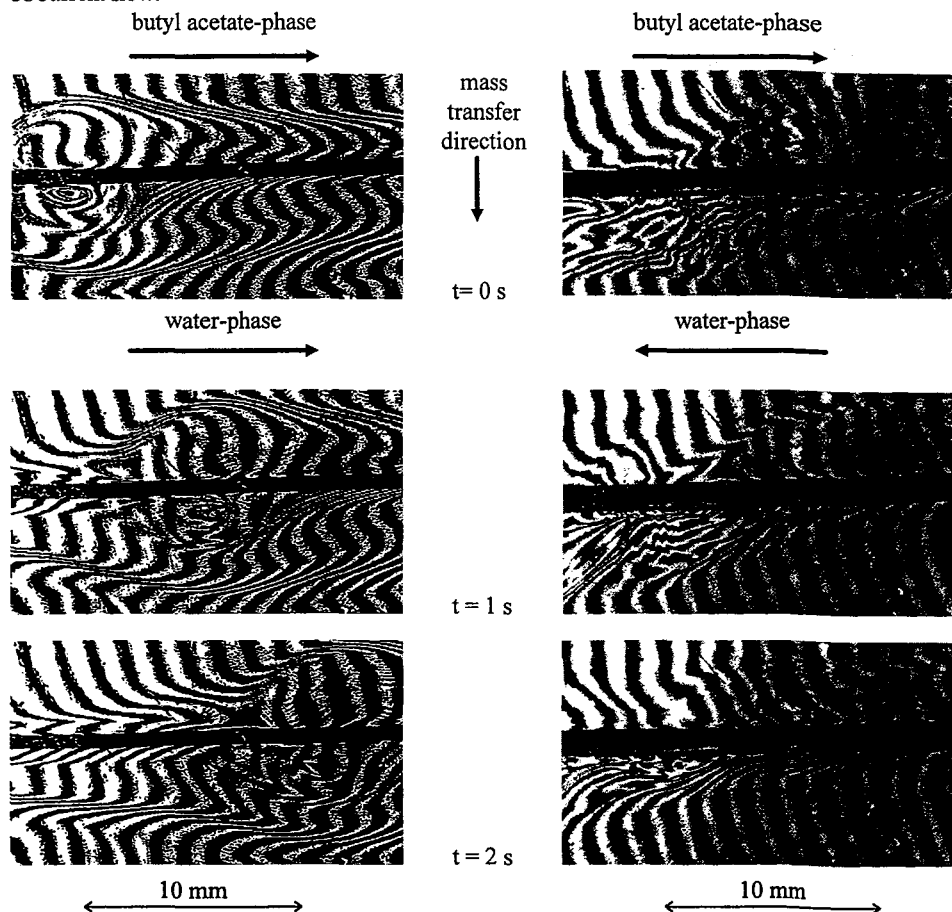 butyl acetate-phase
butyl acetate-phase
mass
transfer
direction
t= 0 s
water-phase
water-phase
t = 1 s
t = 2 s
10 mm
10 mm